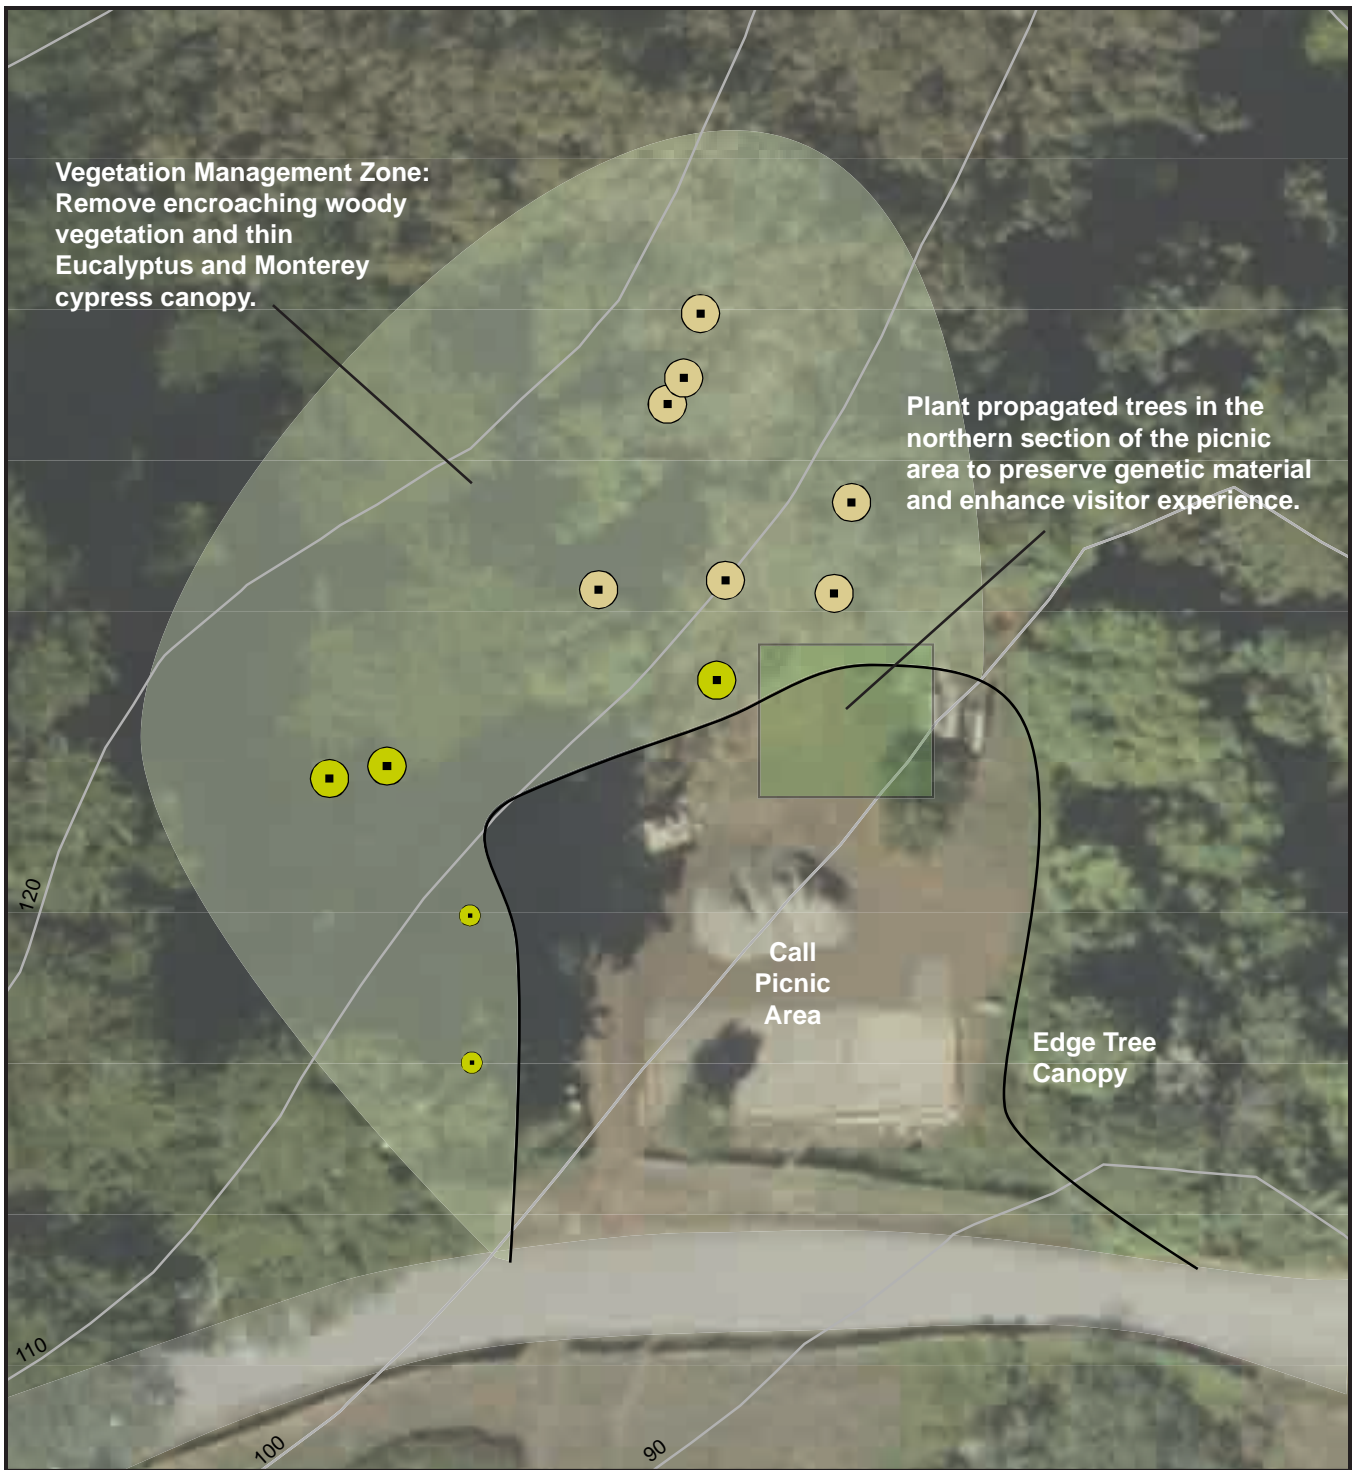 Vegetation Management Zone:
Remove encroaching woody
vegetation and thin
Eucalyptus and Monterey
cypress canopy.
Plant propagated trees in the
northern section of the picnic
area to preserve genetic material
and enhance visitor experience.
120
Call
Picnic
Area
Edge Tree
Canopy
110
100
90